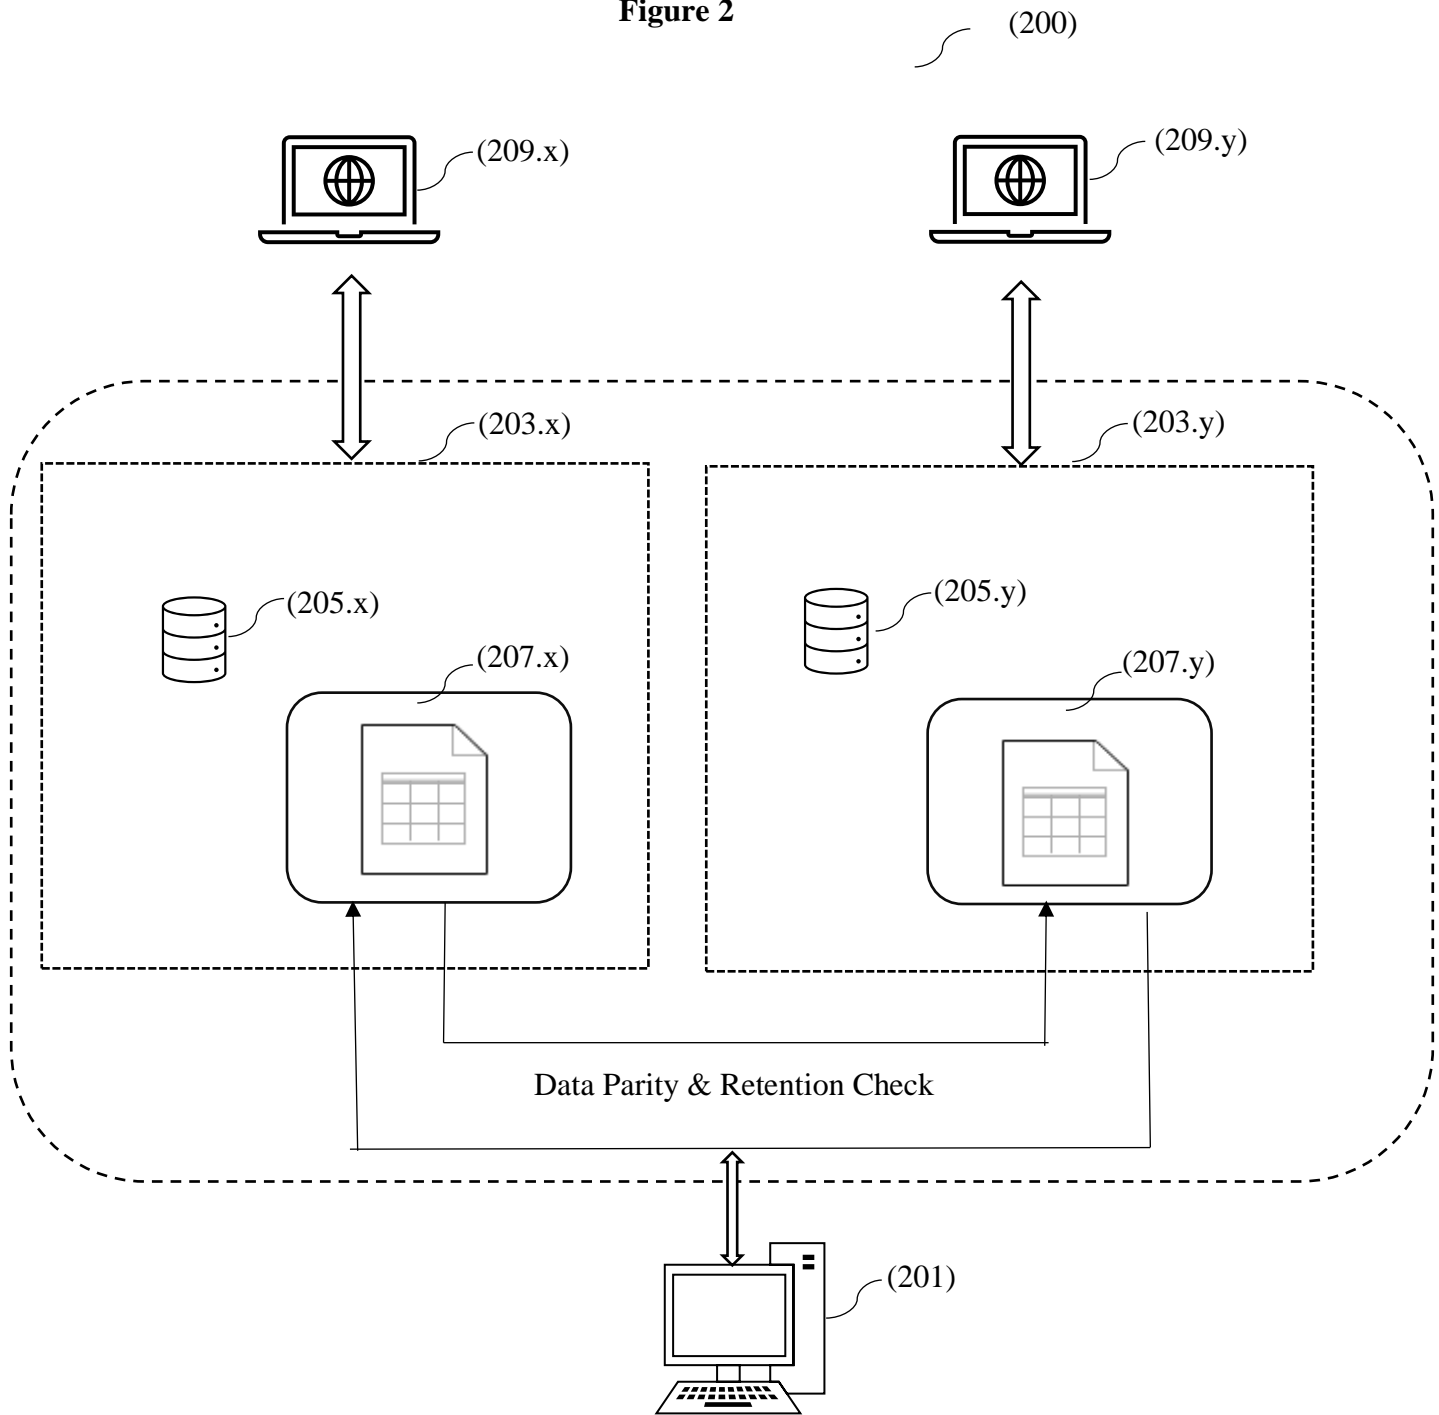 Figure 2
(200)
(209.x)
(209.y)
(203.x)
(203.y)
(205.x)
(205.y)
(207.x)
(207.y)
Data Parity & Retention Check
(201)